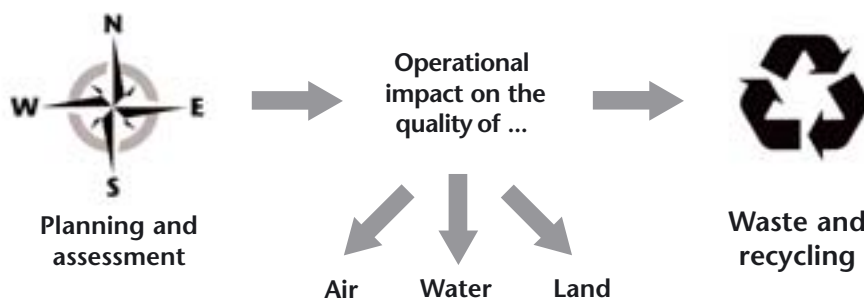 N
W E
S
Planning and
assessment
Operational
impact on the
quality of ...
Air Water Land
Waste and
recycling